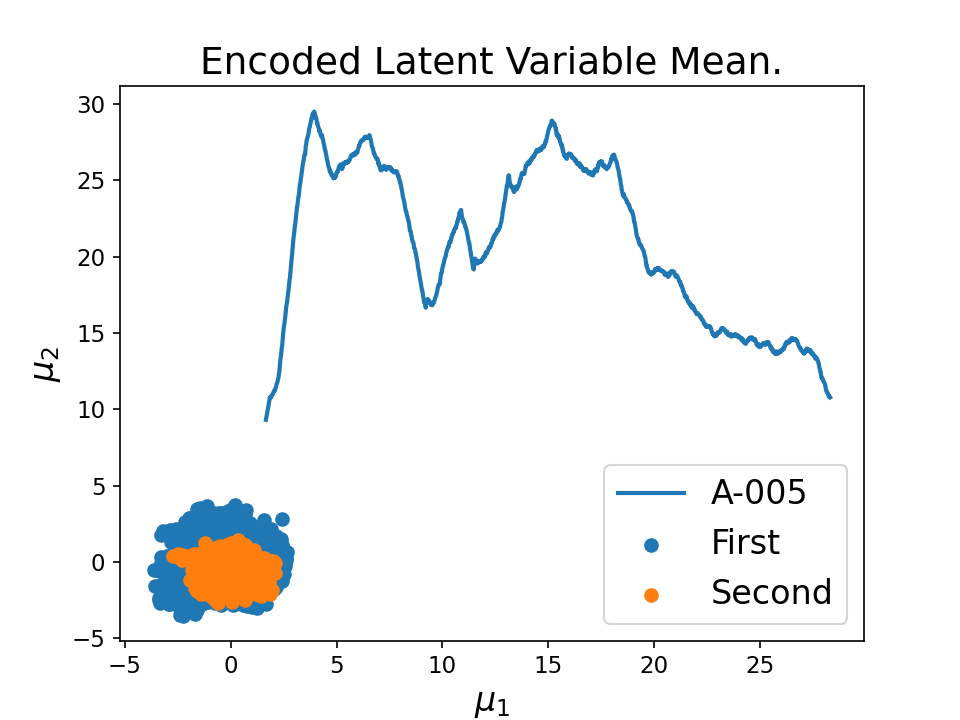 Encoded Latent Variable Mean.
30
25
20
15
10
5
0
−5
μ₂
A-005
First
Second
−5 0 5 10 15 20 25
μ₁